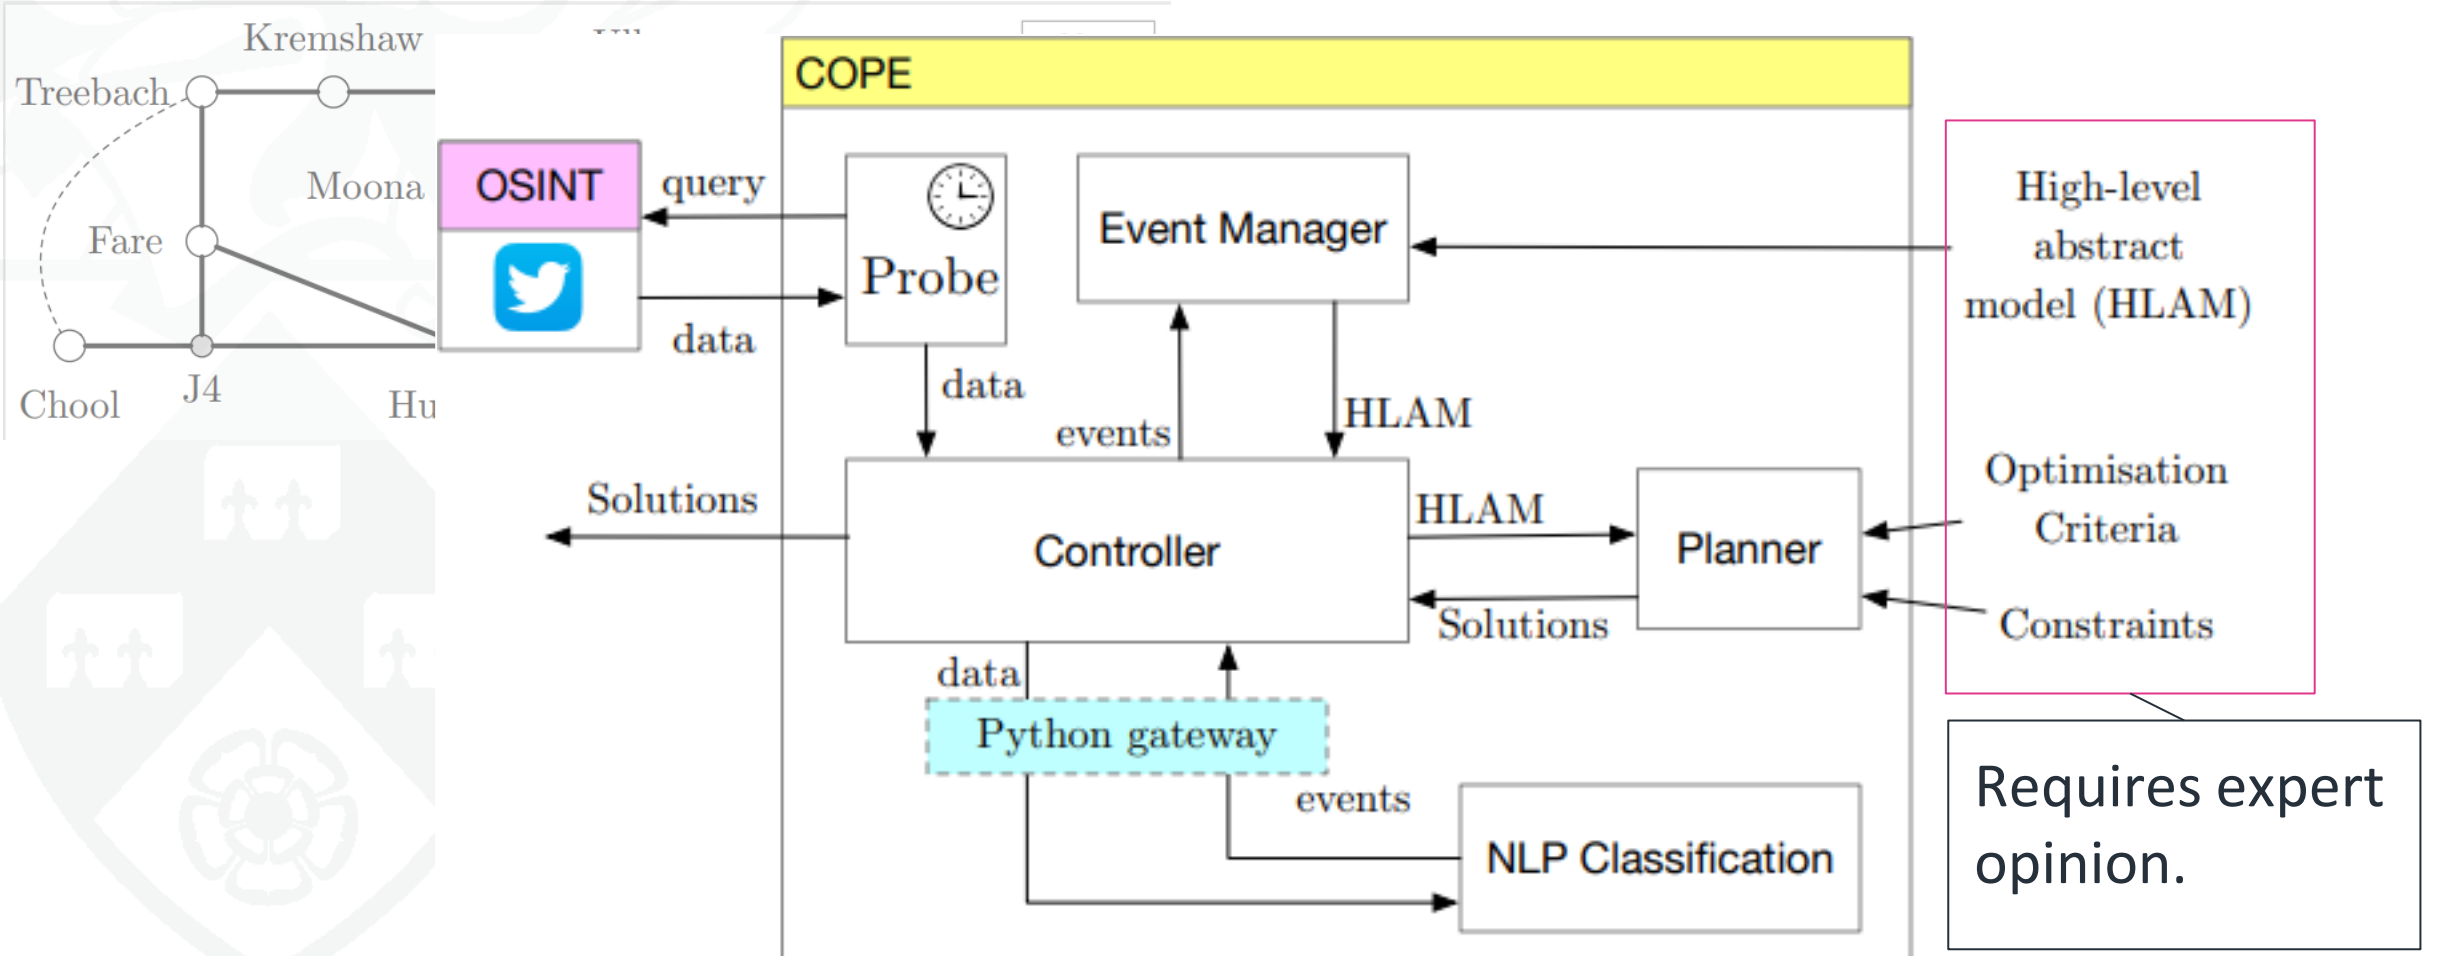 Kremshaw
Treebach
Moona
Fare
Chool
J4
Hu
COPE
OSINT
query
data
Probe
Event Manager
High-level
abstract
model (HLAM)
data
events
HLAM
Solutions
Controller
HLAM
Solutions
Planner
Optimisation
Criteria
Constraints
data
Python gateway
events
NLP Classification
Requires expert
opinion.